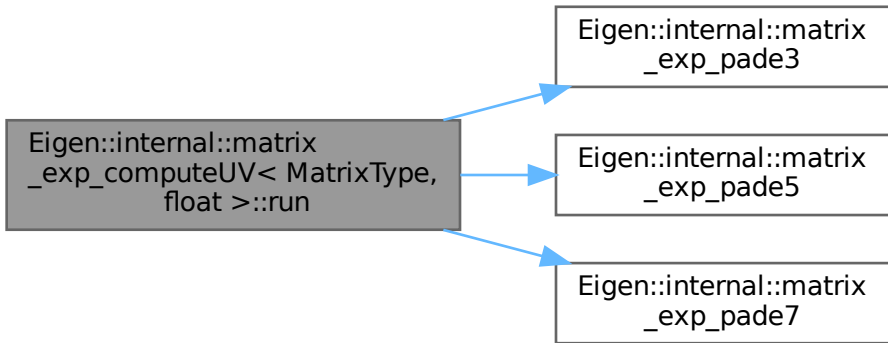 Eigen::internal::matrix
_exp_computeUV< MatrixType,
float >::run
Eigen::internal::matrix
_exp_pade3
Eigen::internal::matrix
_exp_pade5
Eigen::internal::matrix
_exp_pade7